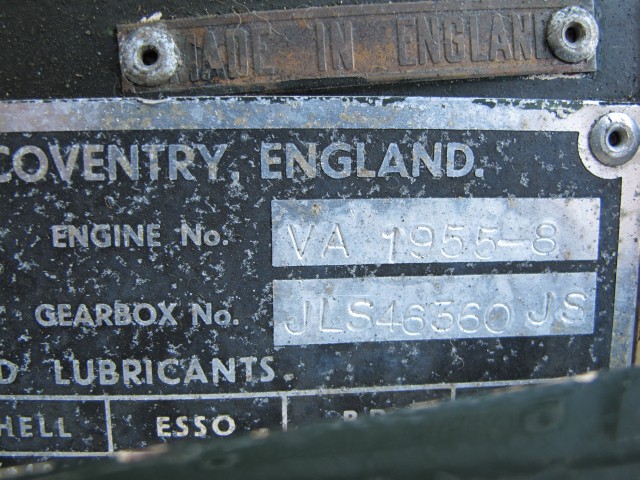 MADE IN ENGLAND
COVENTRY, ENGLAND.
ENGINE No. VA 1955-8
GEARBOX No. JLS46360 JS
D LUBRICANTS.
HELL ESSO